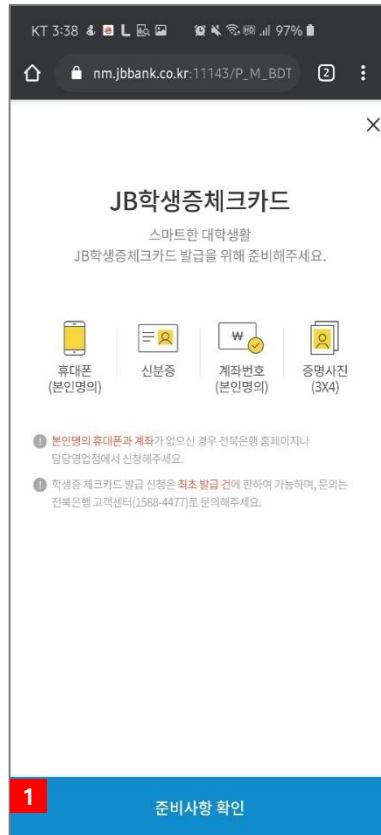 KT 3:38 L 97%
nm.jbbank.co.kr:11143/P_M_BDT 2
JB학생증체크카드
스마트한 대학생활
JB학생증체크카드 발급을 위해 준비해주세요.
휴대폰 신분증 계좌번호 증명사진
(본인명의) (본인명의) (3X4)
본인명의 휴대폰과 계좌가 없으신 경우 전북은행 홈페이지나
담당영업점에서 신청해주세요.
학생증 체크카드 발급 신청은 최초 발급 건에 한하여 가능하며, 문의는
전북은행 고객센터(1588-4477)로 문의해주세요.
1 준비사항 확인